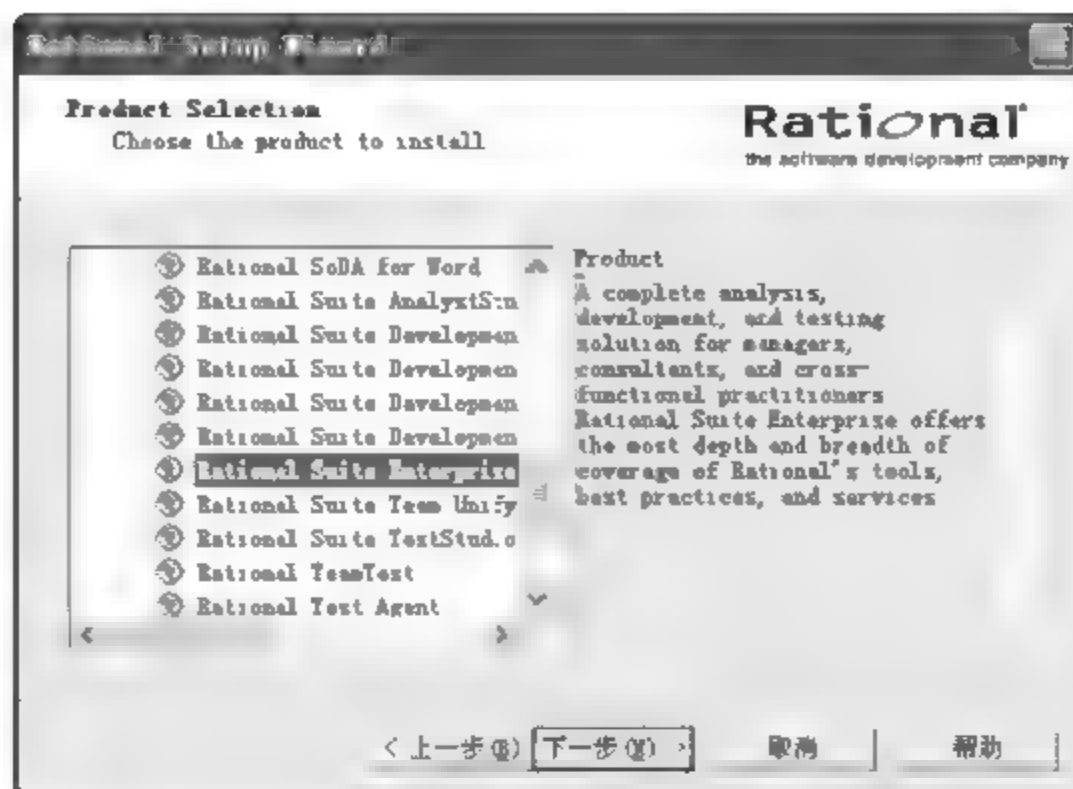 Rational Setup Wizard
Product Selection
Choose the product to install
Rational
the software development company
Rational SoDA for Word
Rational Suite AnalystStu
Rational Suite Developmen
Rational Suite Developmen
Rational Suite Developmen
Rational Suite Developmen
Rational Suite Enterprise
Rational Suite Team Unify
Rational Suite TestStudio
Rational TeamTest
Rational Test Agent
Product
A complete analysis,
development, and testing
solution for managers,
consultants, and cross-
functional practitioners
Rational Suite Enterprise offers
the most depth and breadth of
coverage of Rational's tools,
best practices, and services
< 上一步(B)
下一步(N) >
取消
帮助